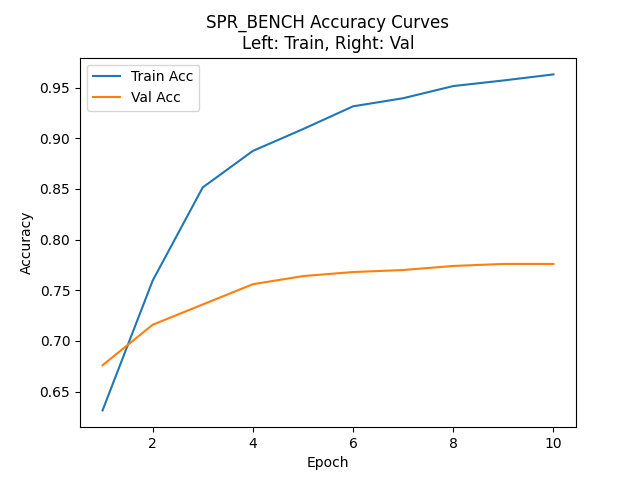 SPR_BENCH Accuracy Curves
Left: Train, Right: Val
Train Acc
Val Acc
0.95
0.90
0.85
0.80
0.75
0.70
0.65
Accuracy
2
4
6
8
10
Epoch